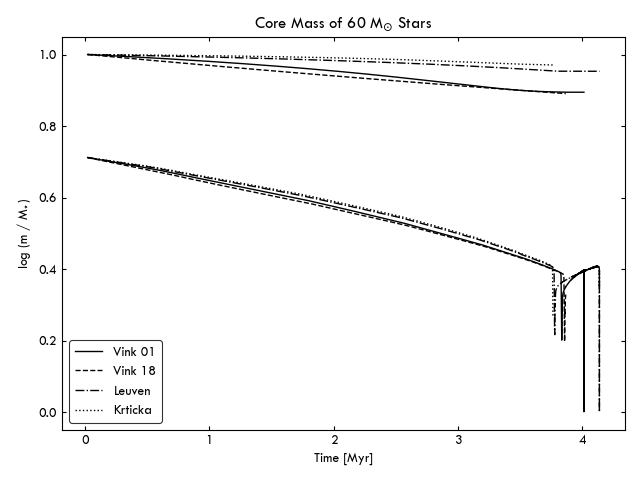 Core Mass of 60 M☉ Stars
log (m / M⋆)
1.0
0.8
0.6
0.4
0.2
0.0
Vink 01
Vink 18
Leuven
Krticka
0 1 2 3 4
Time [Myr]